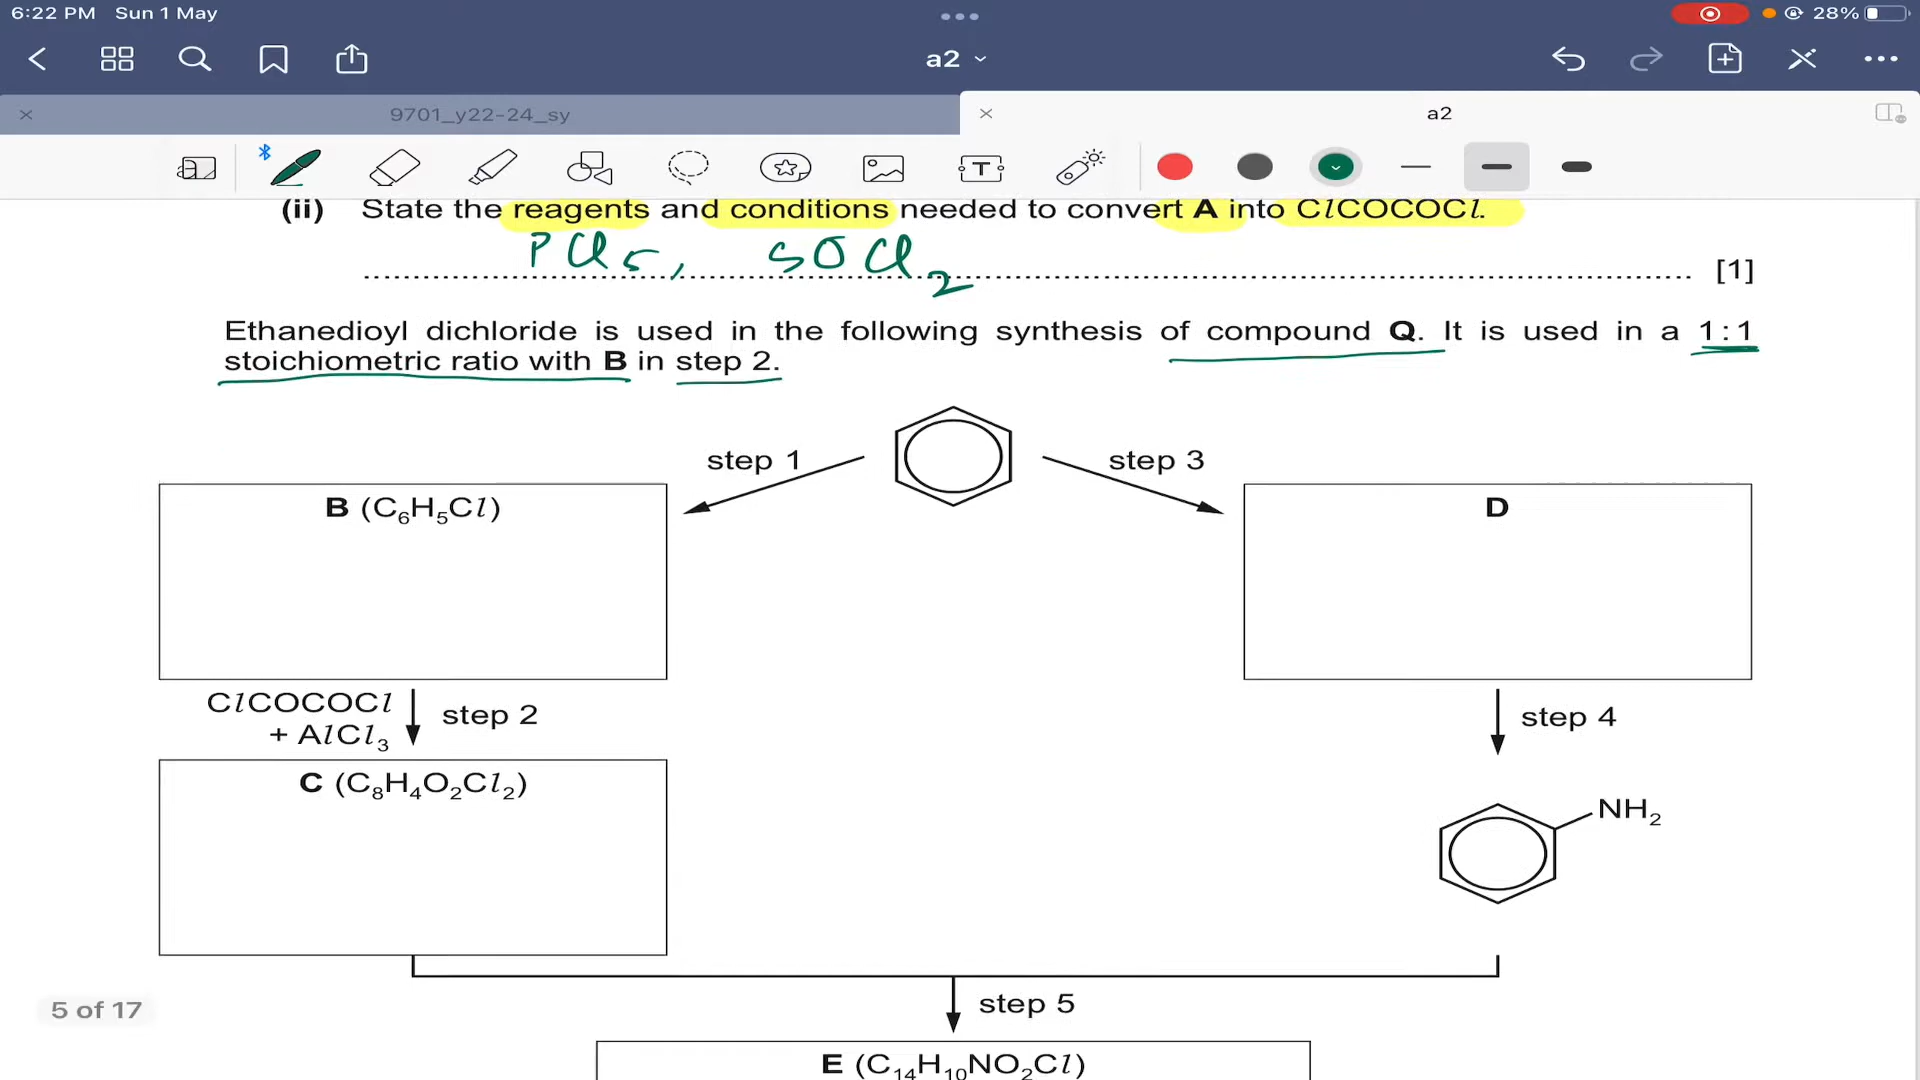 6:22 PM Sun 1 May
28%
a2
9701_y22-24_sy
a2
T
(ii) State the reagents and conditions needed to convert A into ClCOCOCl.
PCl5, SOCl2
[1]
Ethanedioyl dichloride is used in the following synthesis of compound Q. It is used in a 1:1
stoichiometric ratio with B in step 2.
step 1
step 3
B (C6H5Cl)
D
ClCOCOCl
+ AlCl3
step 2
step 4
C (C8H4O2Cl2)
NH2
step 5
5 of 17
E (C14H10NO2Cl)